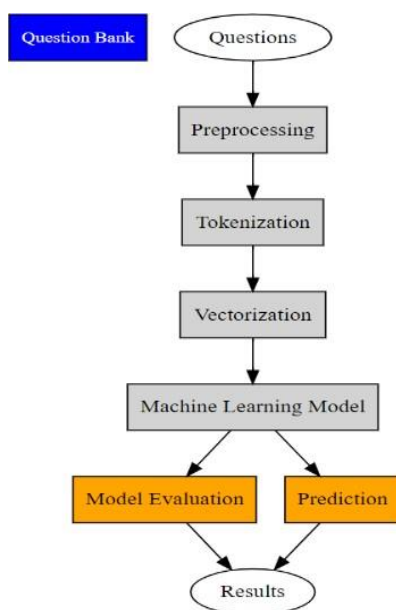 Question Bank
Questions
Preprocessing
Tokenization
Vectorization
Machine Learning Model
Model Evaluation
Prediction
Results